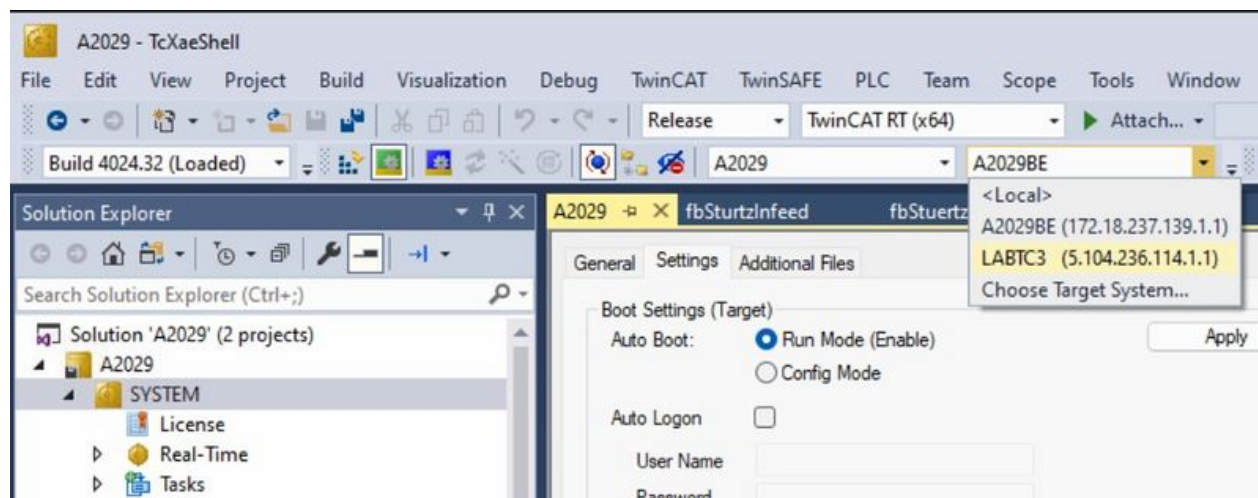 A2029 - TcXaeShell
File Edit View Project Build Visualization Debug TwinCAT TwinSAFE PLC Team Scope Tools Window
Release TwinCAT RT (x64) Attach...
Build 4024.32 (Loaded) A2029 A2029BE
<Local>
A2029BE (172.18.237.139.1.1)
LABTC3 (5.104.236.114.1.1)
Choose Target System...
Solution Explorer
Search Solution Explorer (Ctrl+;)
Solution 'A2029' (2 projects)
A2029
SYSTEM
License
Real-Time
Tasks
A2029 fbSturtzInfeed fbStuertz
General Settings Additional Files
Boot Settings (Target)
Auto Boot: Run Mode (Enable) Apply
Config Mode
Auto Logon
User Name
Password